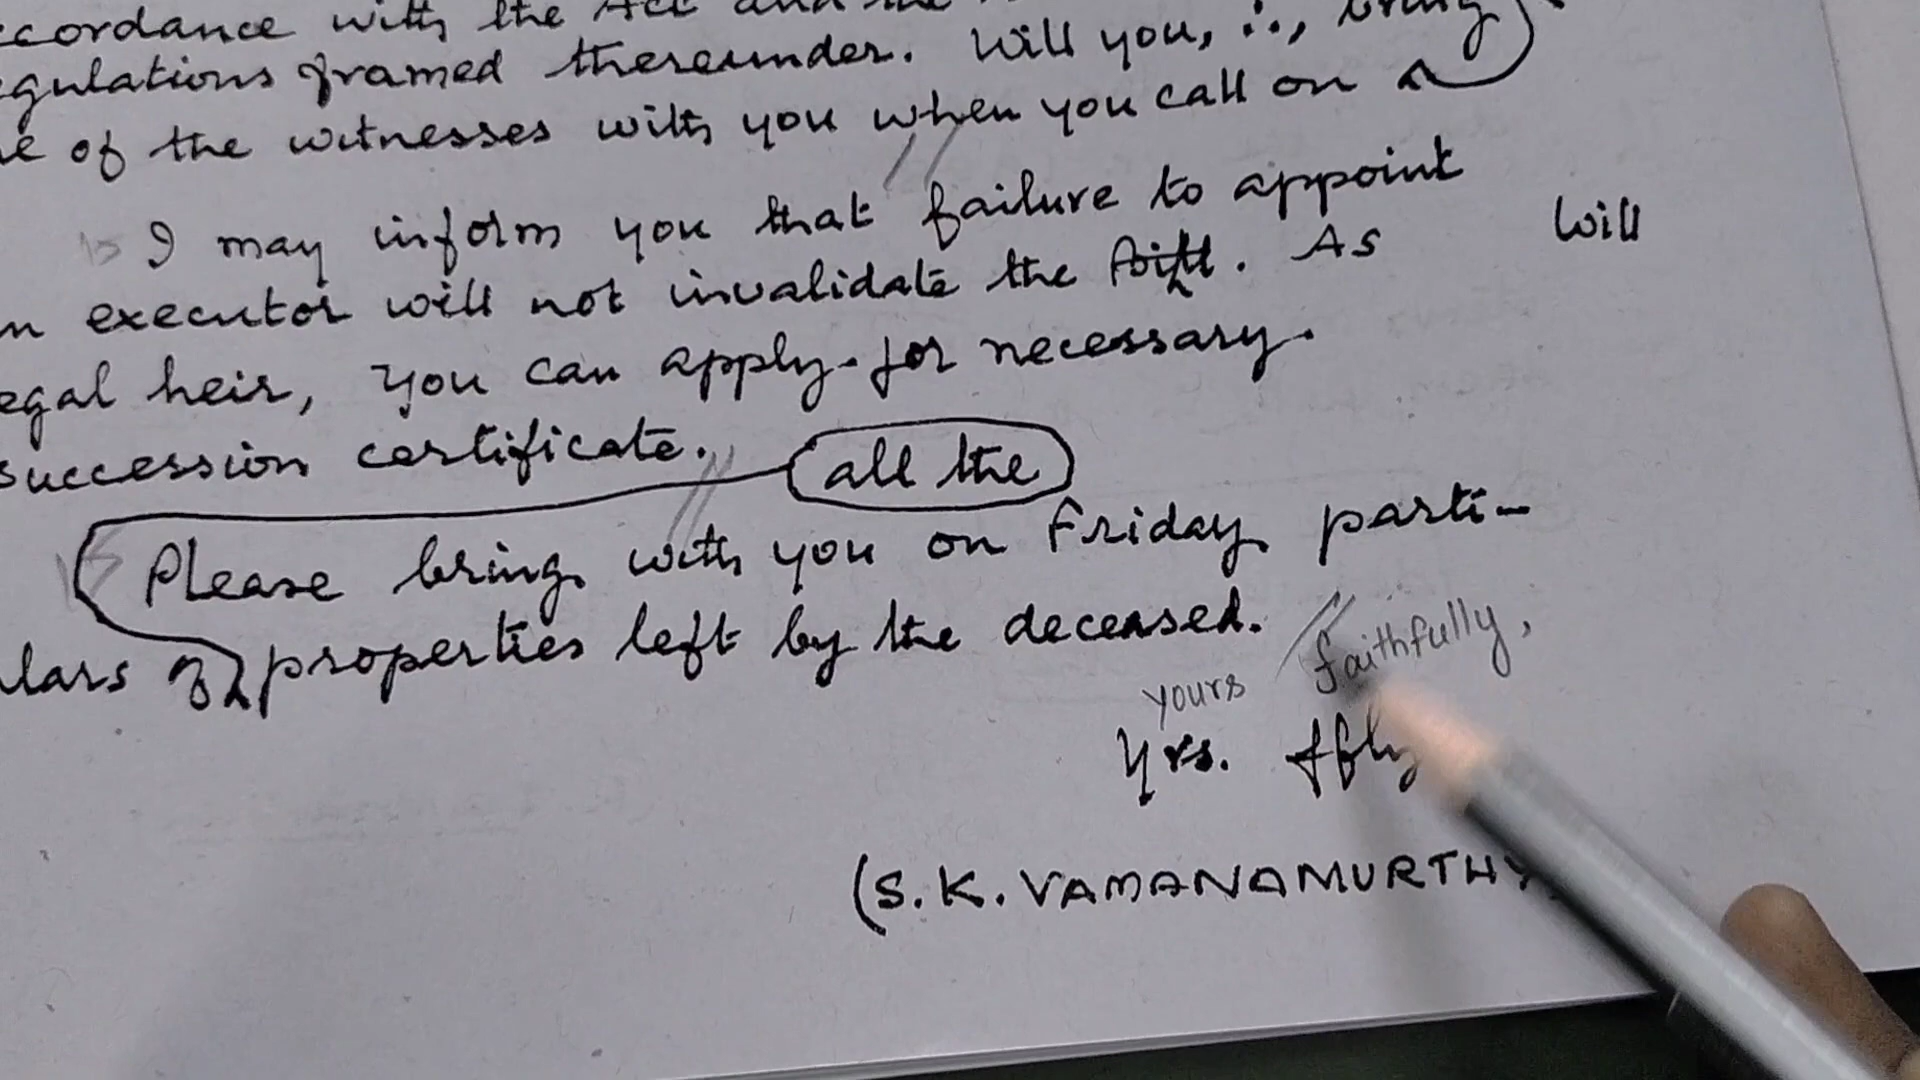 ccordance with the Act and the
egulations framed thereunder. Will you, ∴, bring
e of the witnesses with you when you call on
I may inform you that failure to appoint
n executor will not invalidate the . As Will
egal heir, you can apply for necessary.
succession certificate. all the
Please bring with you on Friday parti-
lars of properties left by the deceased.
yours faithfully,
Yrs. ffly
(S.K. VAMANAMURTHY